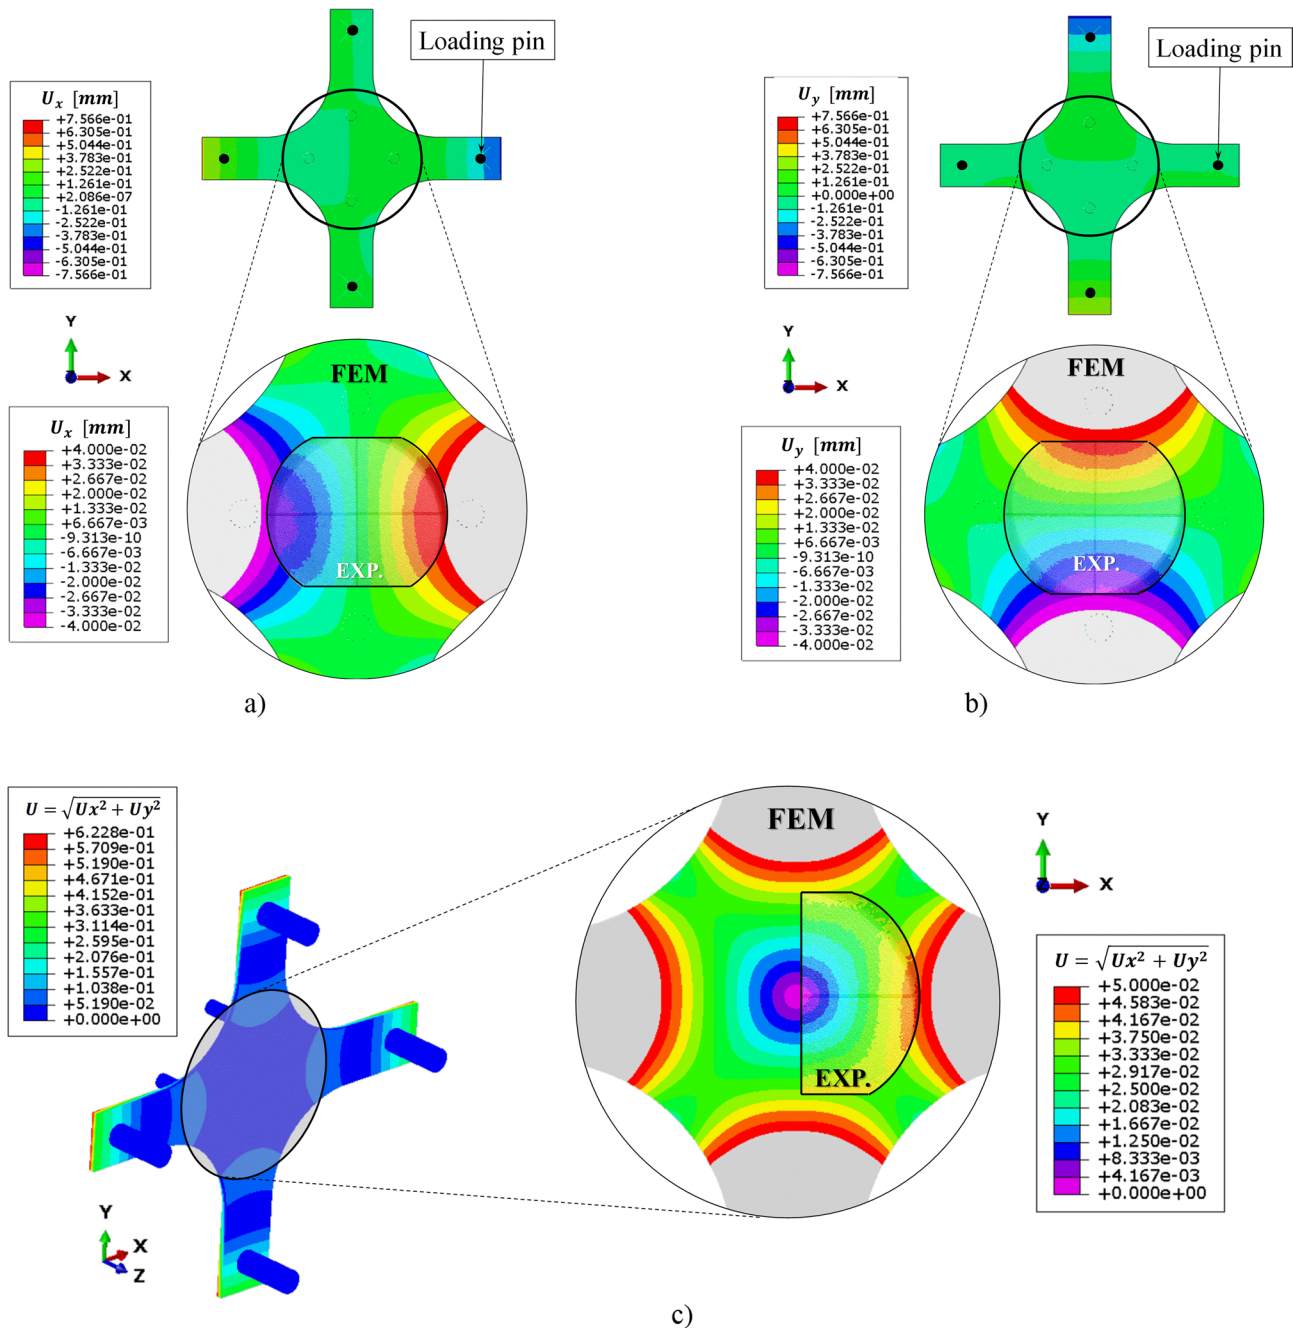 Loading pin
U_x [mm]
+7.566e-01
+6.305e-01
+5.044e-01
+3.783e-01
+2.522e-01
+1.261e-01
+2.086e-07
-1.261e-01
-2.522e-01
-3.783e-01
-5.044e-01
-6.305e-01
-7.566e-01
Y
X
FEM
EXP.
U_x [mm]
+4.000e-02
+3.333e-02
+2.667e-02
+2.000e-02
+1.333e-02
+6.667e-03
-9.313e-10
-6.667e-03
-1.333e-02
-2.000e-02
-2.667e-02
-3.333e-02
-4.000e-02
a)
Loading pin
U_y [mm]
+7.566e-01
+6.305e-01
+5.044e-01
+3.783e-01
+2.522e-01
+1.261e-01
+0.000e+00
-1.261e-01
-2.522e-01
-3.783e-01
-5.044e-01
-6.305e-01
-7.566e-01
Y
X
FEM
EXP.
U_y [mm]
+4.000e-02
+3.333e-02
+2.667e-02
+2.000e-02
+1.333e-02
+6.667e-03
-9.313e-10
-6.667e-03
-1.333e-02
-2.000e-02
-2.667e-02
-3.333e-02
-4.000e-02
b)
U = √Ux² + Uy²
+6.228e-01
+5.709e-01
+5.190e-01
+4.671e-01
+4.152e-01
+3.633e-01
+3.114e-01
+2.595e-01
+2.076e-01
+1.557e-01
+1.038e-01
+5.190e-02
+0.000e+00
Y
X
Z
FEM
EXP.
Y
X
U = √Ux² + Uy²
+5.000e-02
+4.583e-02
+4.167e-02
+3.750e-02
+3.333e-02
+2.917e-02
+2.500e-02
+2.083e-02
+1.667e-02
+1.250e-02
+8.333e-03
+4.167e-03
+0.000e+00
c)